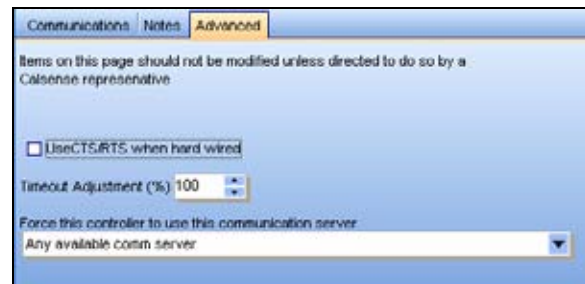 Communications Notes Advanced
Items on this page should not be modified unless directed to do so by a
Calsense represenative
UseCTS/RTS when hard wired
Timeout Adjustment (%) 100
Force this controller to use this communication server
Any available comm server